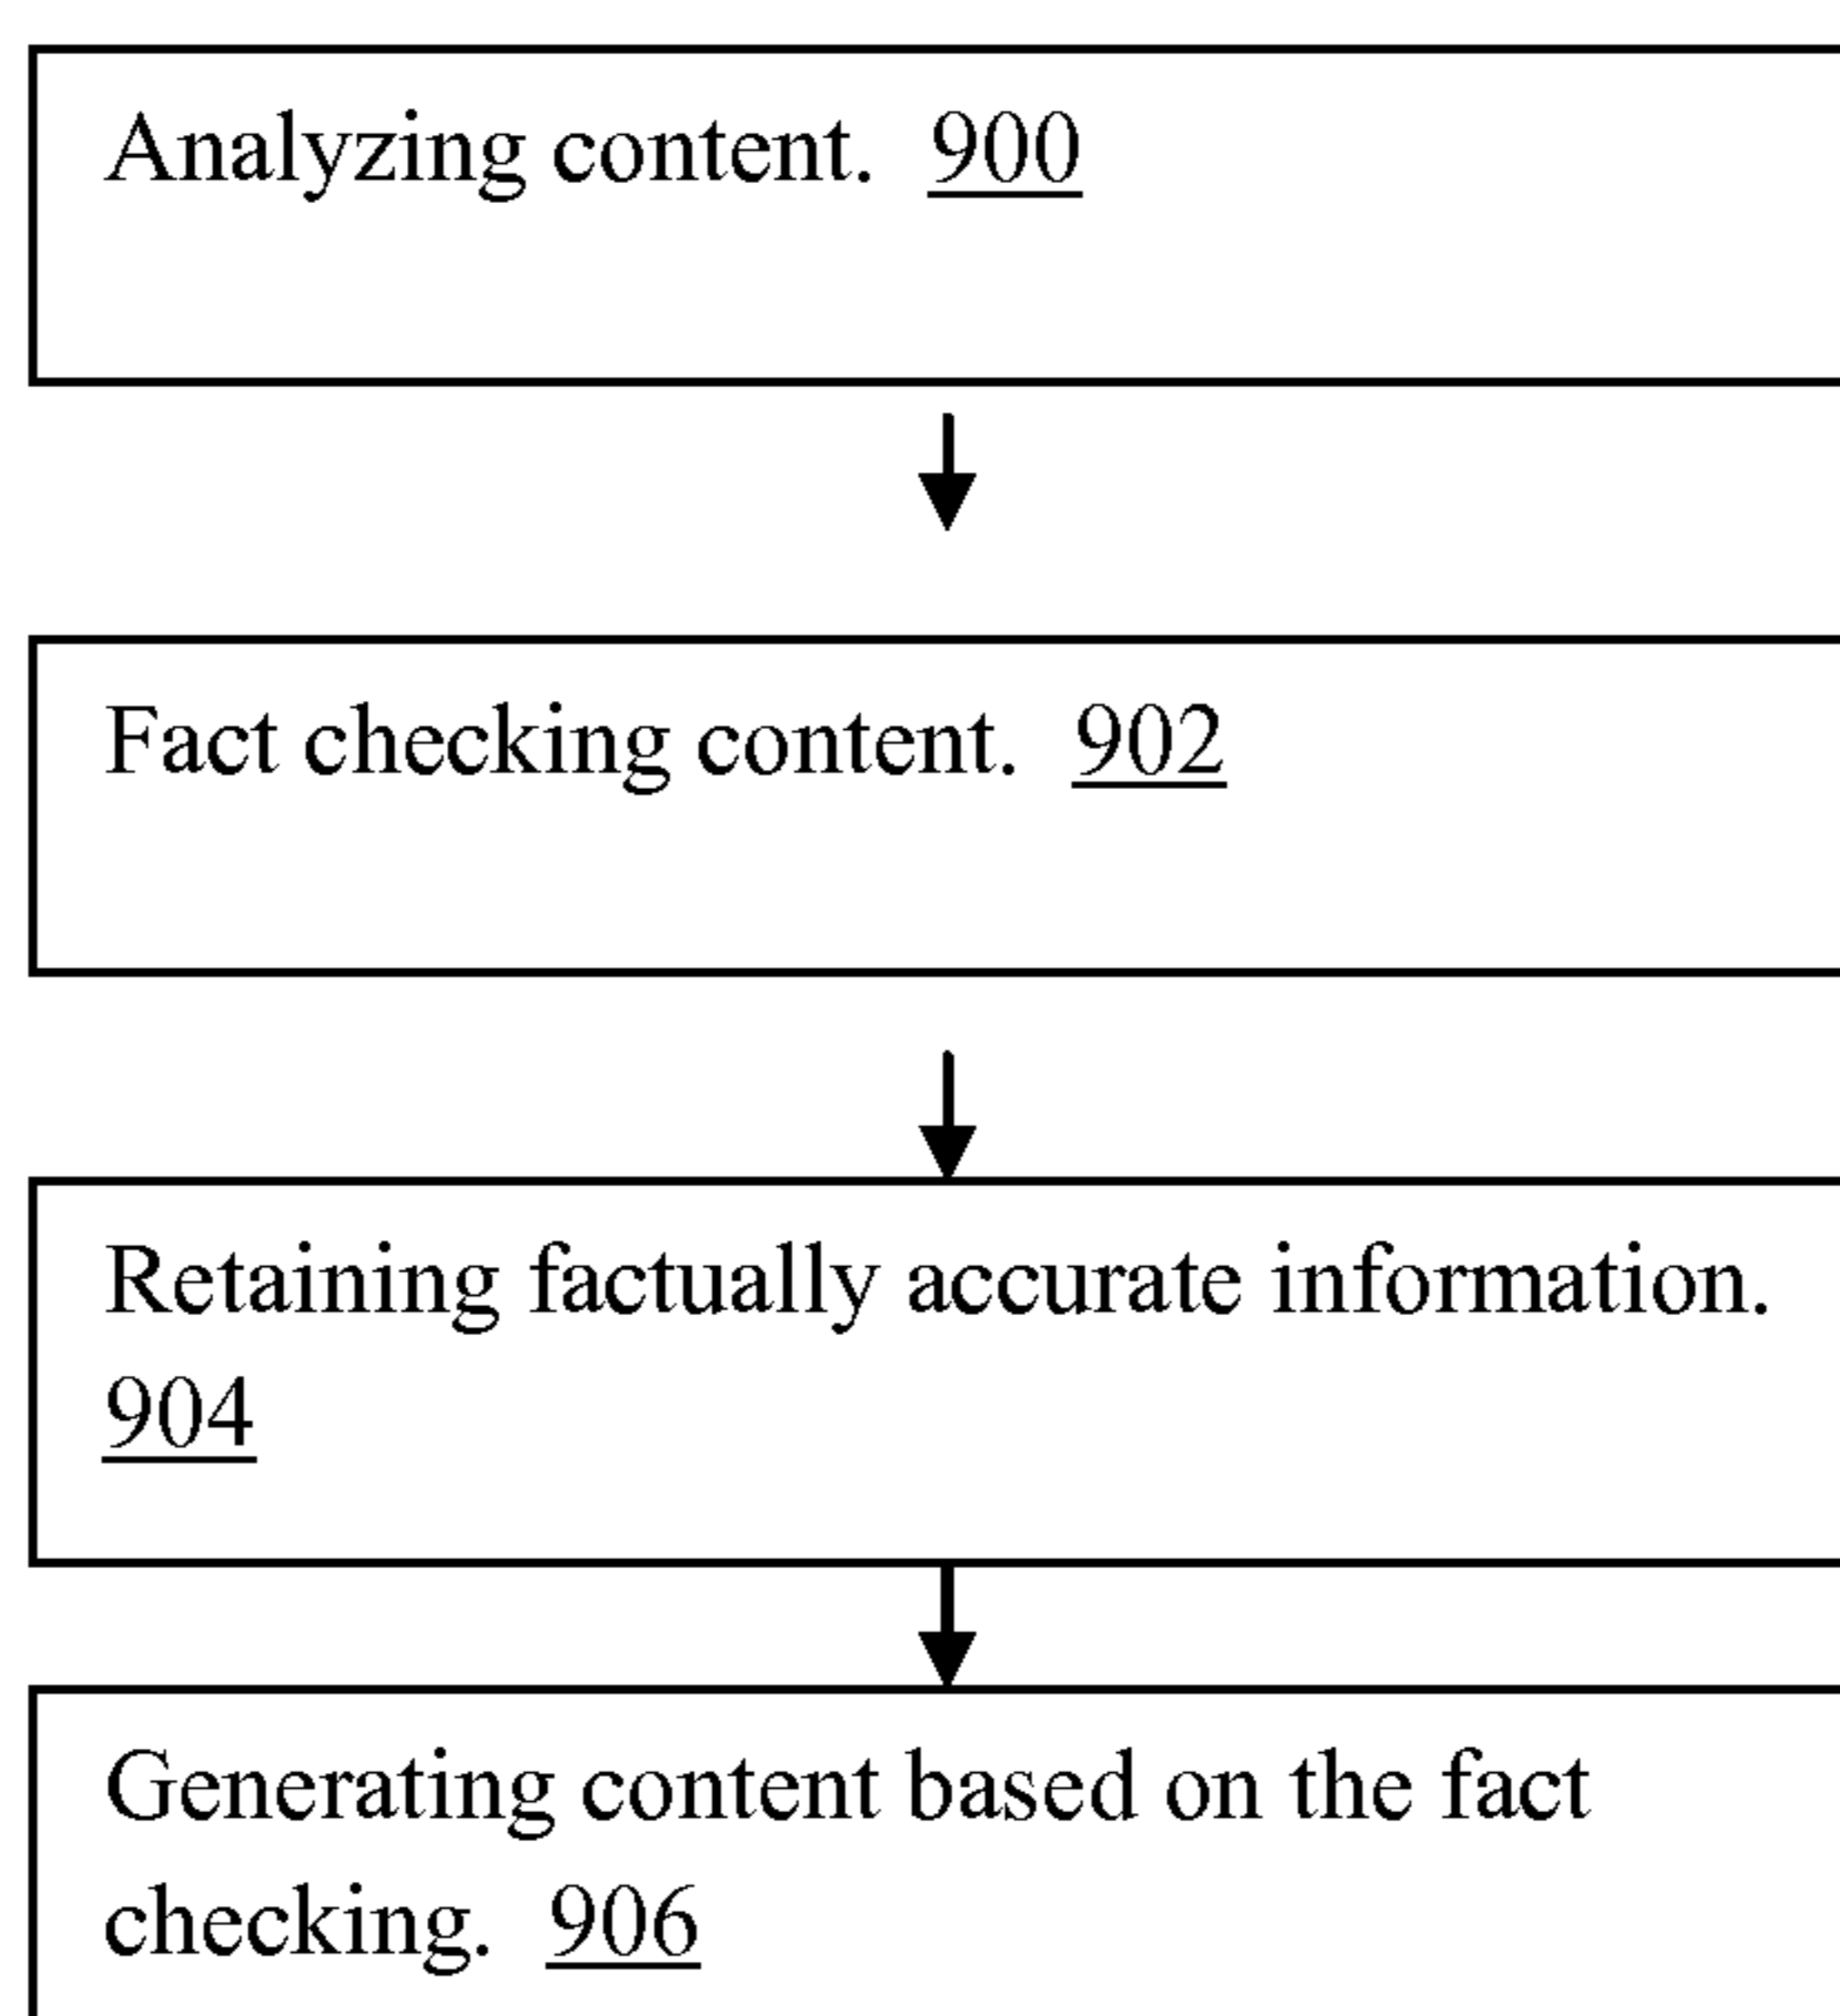 Analyzing content. 900
Fact checking content. 902
Retaining factually accurate information.
904
Generating content based on the fact
checking. 906